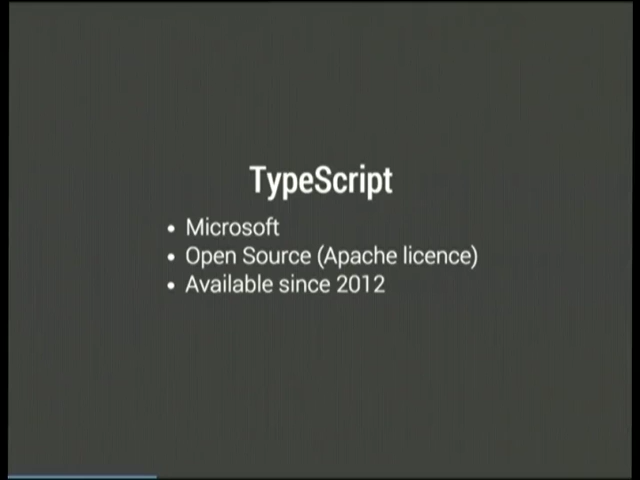 TypeScript
• Microsoft
• Open Source (Apache licence)
• Available since 2012